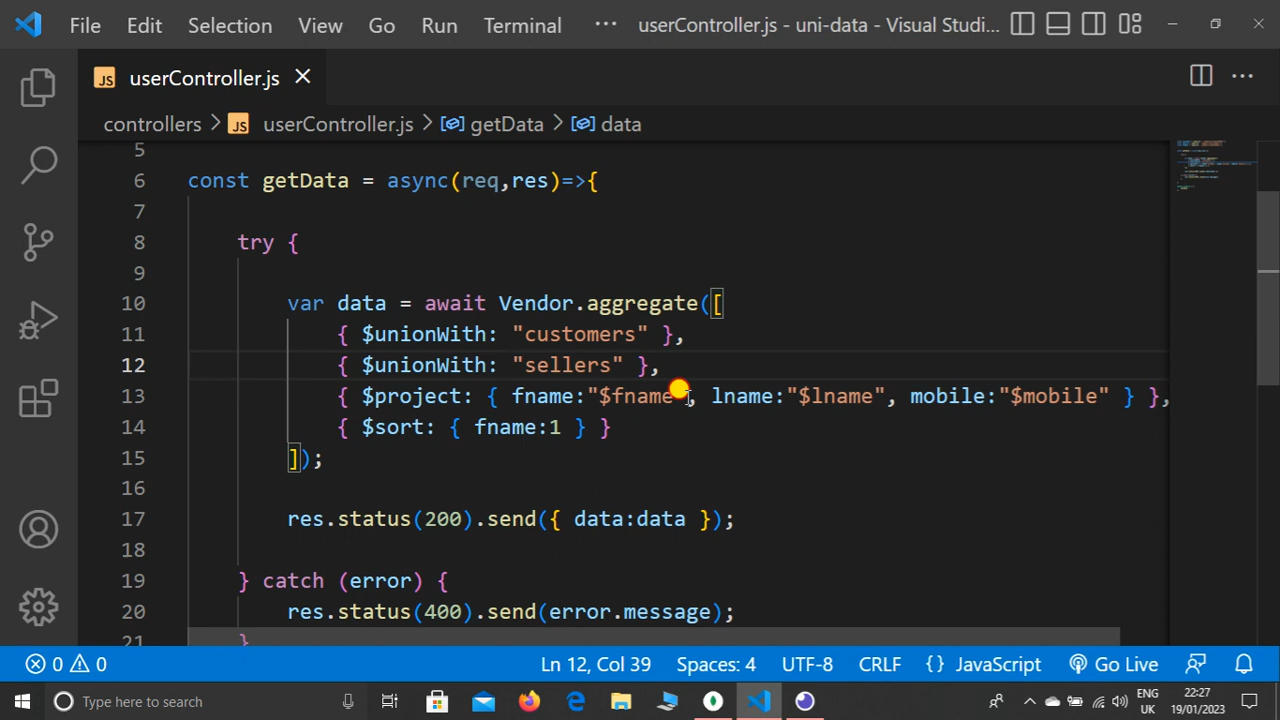 File Edit Selection View Go Run Terminal ··· userController.js - uni-data - Visual Studi...
JS userController.js
controllers > JS userController.js > getData > data
5
6 const getData = async(req,res)=>{
7
8 try {
9
10 var data = await Vendor.aggregate([
11 { $unionWith: "customers" },
12 { $unionWith: "sellers" },
13 { $project: { fname:"$fname", lname:"$lname", mobile:"$mobile" } },
14 { $sort: { fname:1 } }
15 ]);
16
17 res.status(200).send({ data:data });
18
19 } catch (error) {
20 res.status(400).send(error.message);
21 }
0 0 Ln 12, Col 39 Spaces: 4 UTF-8 CRLF {} JavaScript Go Live
Type here to search ENG UK 22:27 19/01/2023